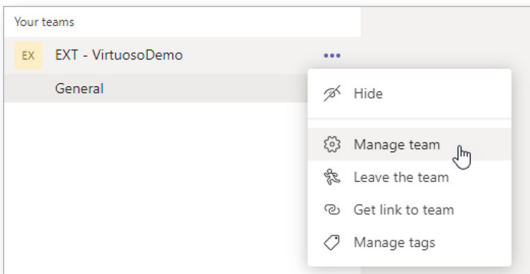 Your teams
EX EXT - VirtuosoDemo
General
Hide
Manage team
Leave the team
Get link to team
Manage tags